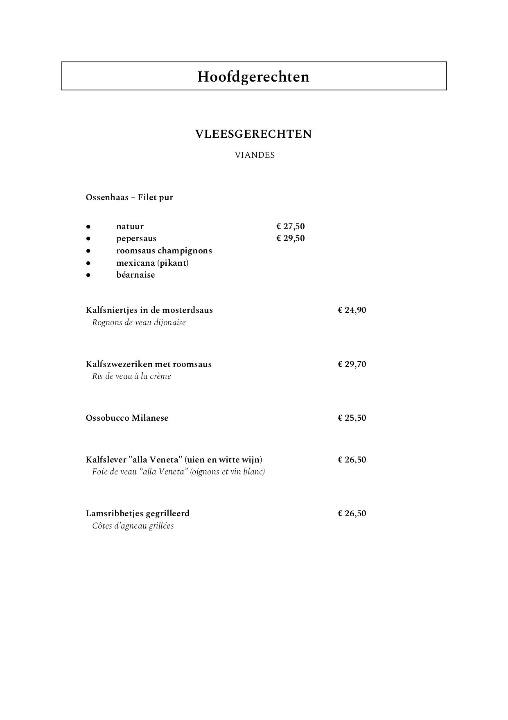 Hoofdgerechten
VLEESGERECHTEN
VIANDES
Ossenhaas – Filet pur
● natuur € 27,50
● pepersaus € 29,50
● roomsaus champignons
● mexicana (pikant)
● béarnaise
Kalfsniertjes in de mosterdsaus € 24,90
Rognons de veau dijonaise
Kalfszwezeriken met roomsaus € 29,70
Ris de veau à la crème
Ossobucco Milanese € 25,50
Kalfslever "alla Veneta" (uien en witte wijn) € 26,50
Foie de veau "alla Veneta" (oignons et vin blanc)
Lamsribbetjes gegrilleerd € 26,50
Côtes d'agneau grillées